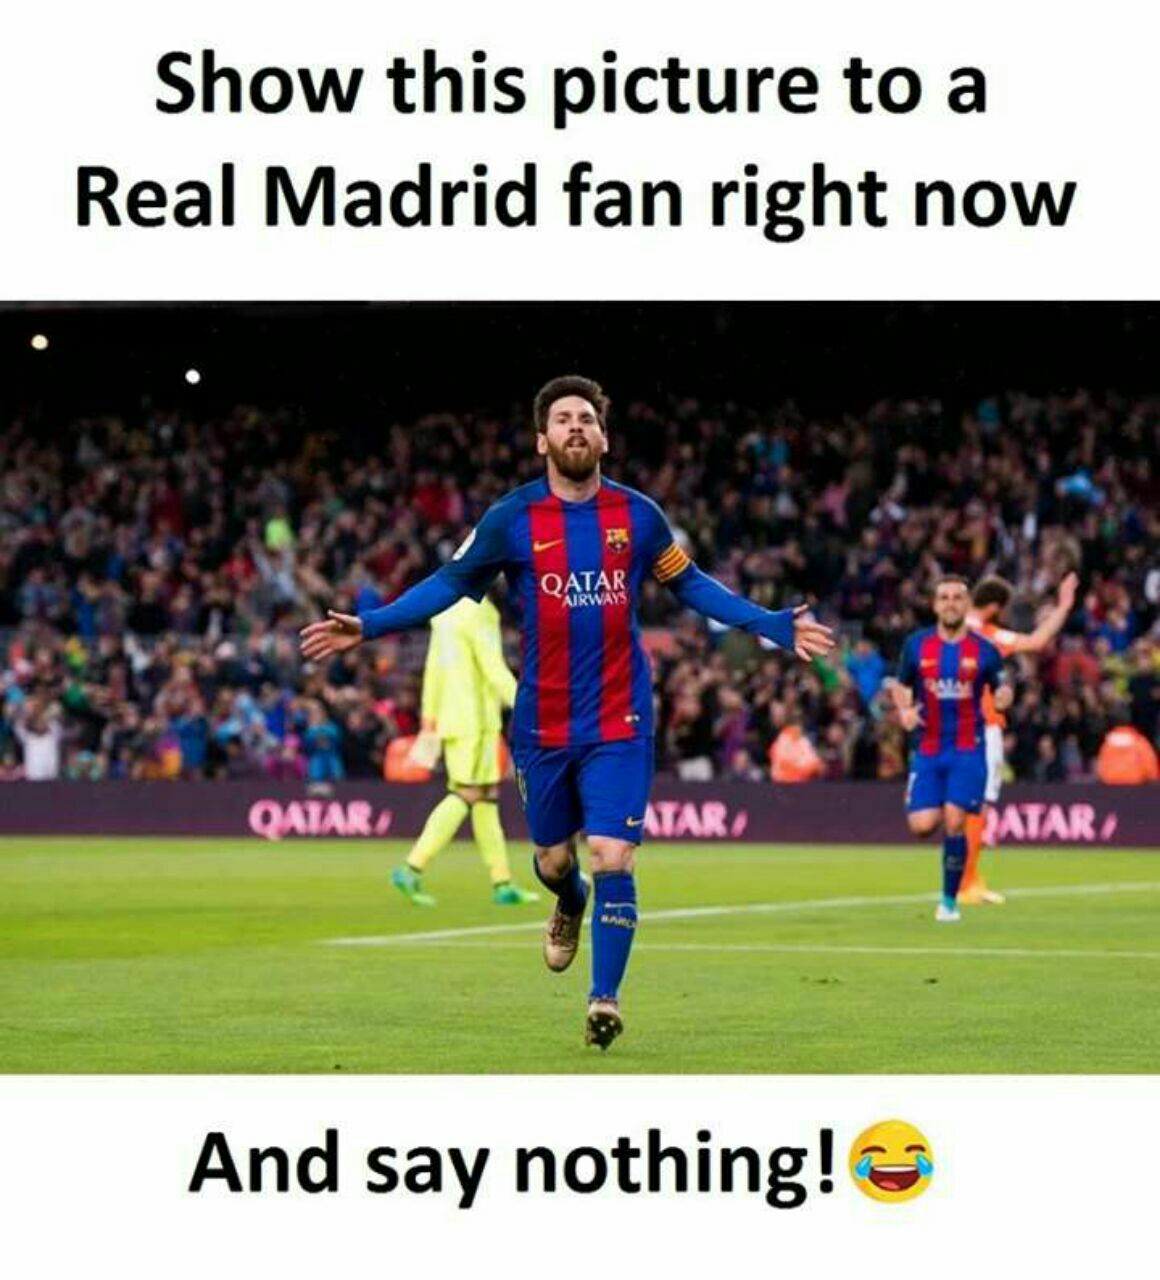 Show this picture to a
Real Madrid fan right now
QATAR
AIRWAYS
QATAR
ATAR
ATAR
And say nothing!😂